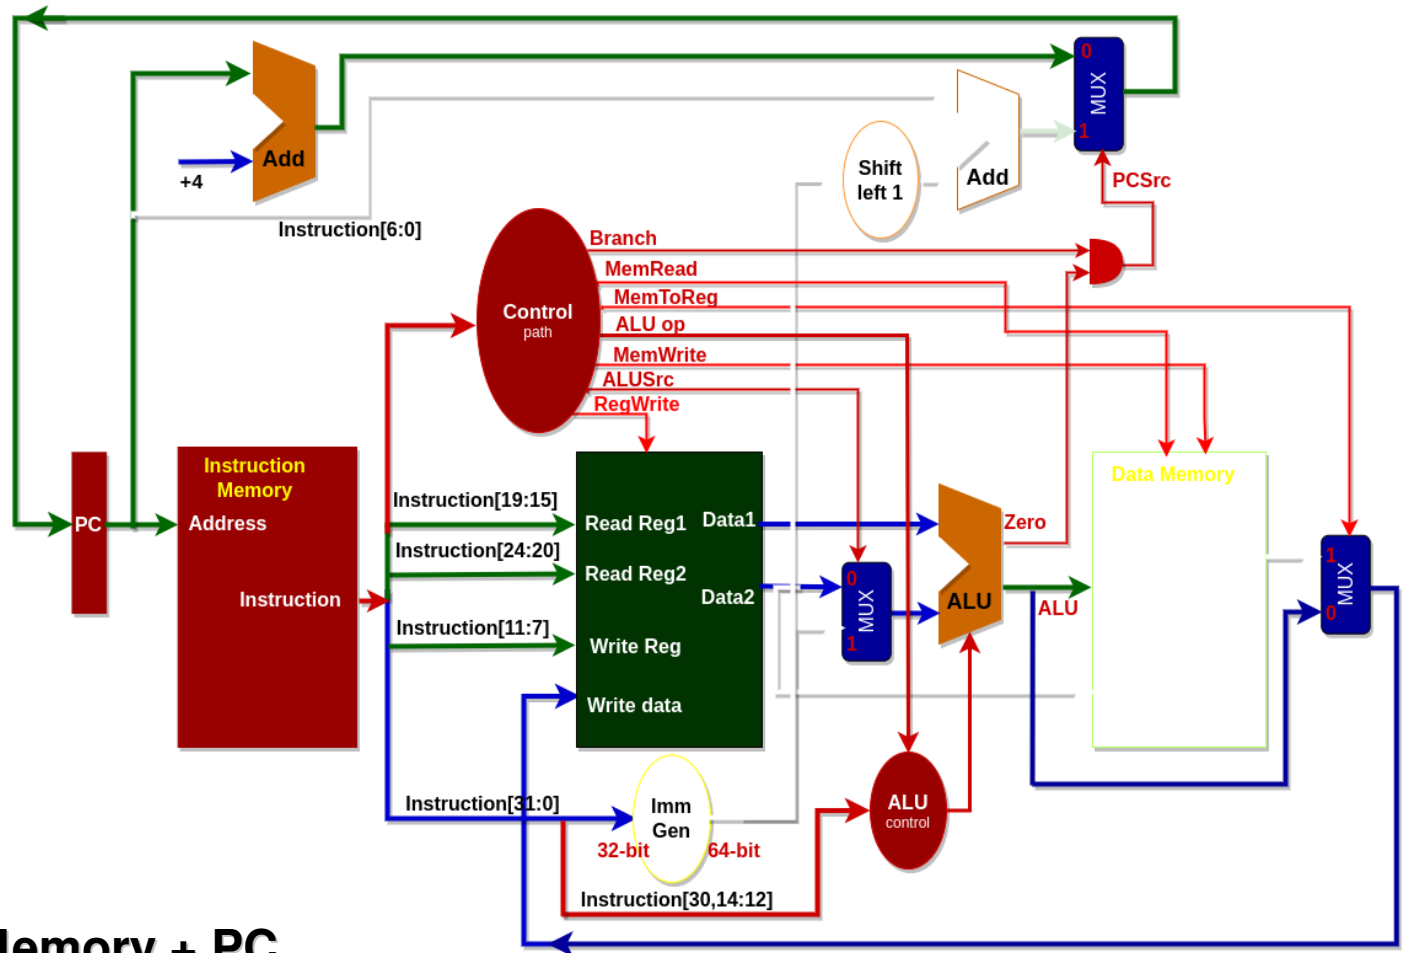 0
MUX
1
Add
+4
Shift
left 1
Add
PCSrc
Instruction[6:0]
Branch
MemRead
MemToReg
ALU op
MemWrite
ALUSrc
RegWrite
Control
path
Instruction
Memory
Address
Instruction
PC
Instruction[19:15]
Instruction[24:20]
Instruction[11:7]
Read Reg1
Data1
Read Reg2
Data2
Write Reg
Write data
0
MUX
1
Zero
ALU
ALU
Data Memory
1
MUX
0
Instruction[31:0]
Imm
Gen
32-bit
64-bit
ALU
control
Instruction[30,14:12]
+ PC